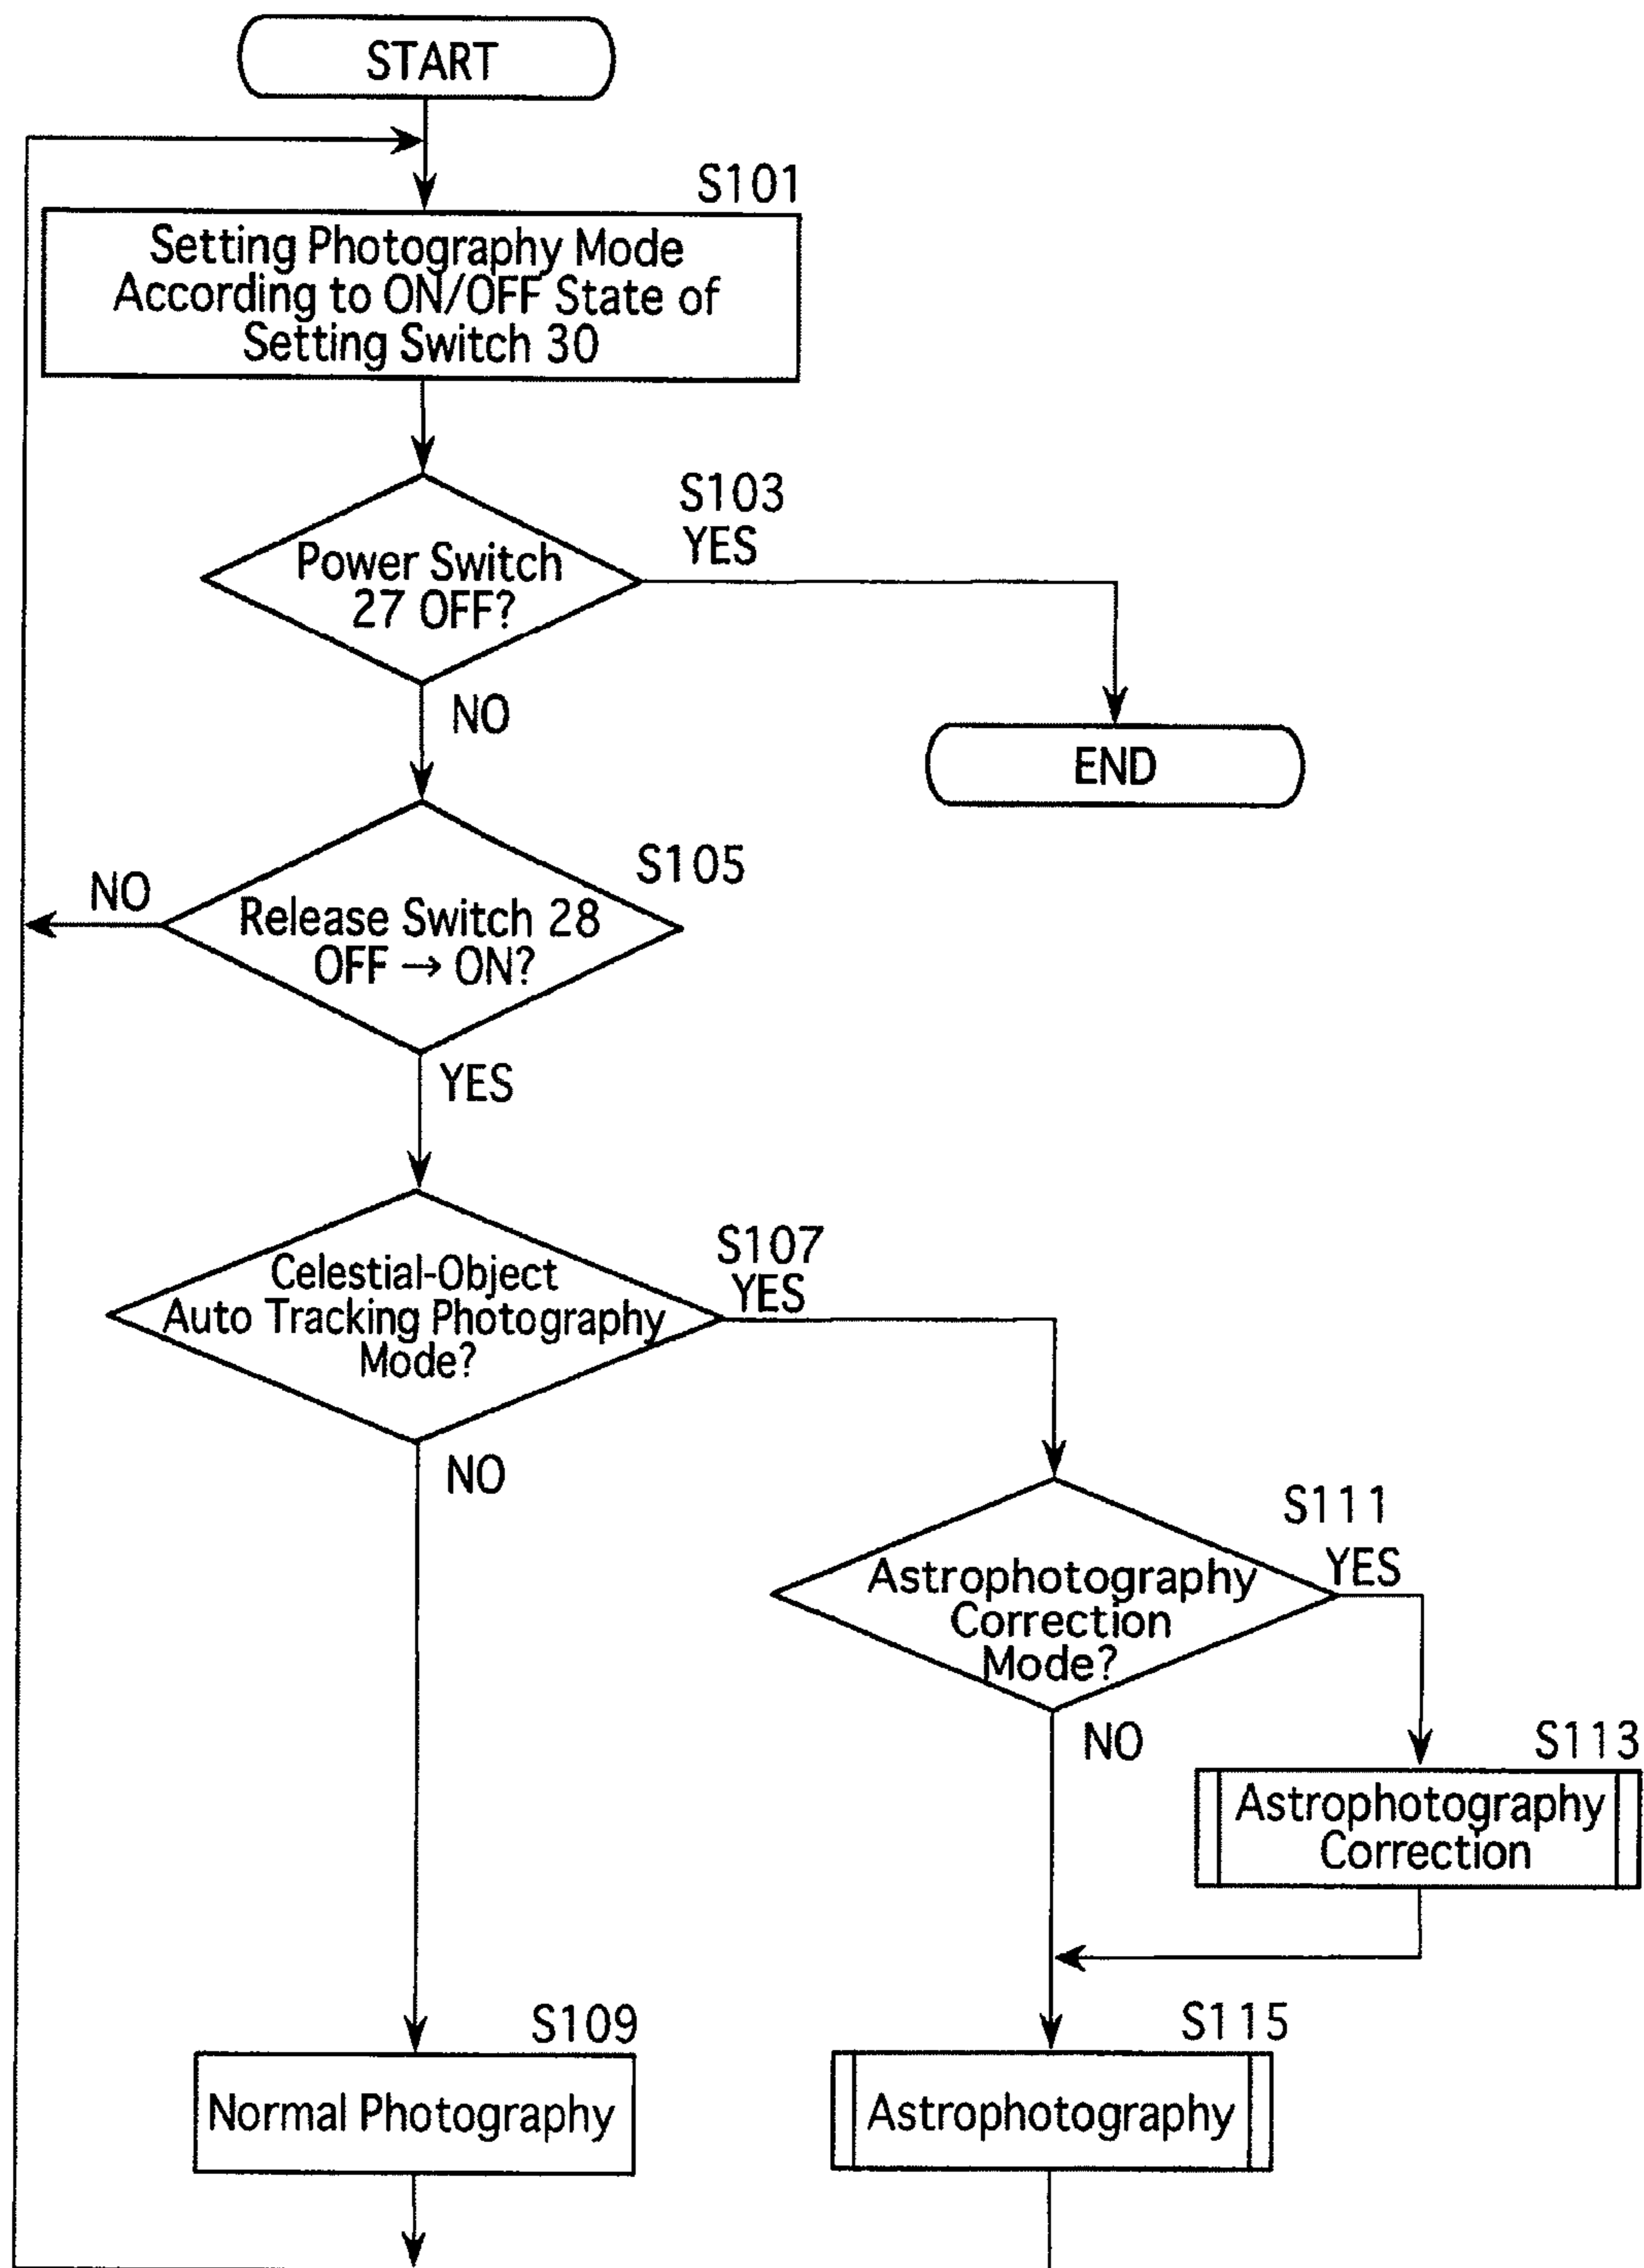 START
S101
Setting Photography Mode
According to ON/OFF State of
Setting Switch 30
S103
YES
Power Switch
27 OFF?
NO
END
S105
NO
Release Switch 28
OFF → ON?
YES
S107
YES
Celestial-Object
Auto Tracking Photography
Mode?
NO
S111
YES
Astrophotography
Correction
Mode?
NO
S113
Astrophotography
Correction
S109
S115
Normal Photography
Astrophotography